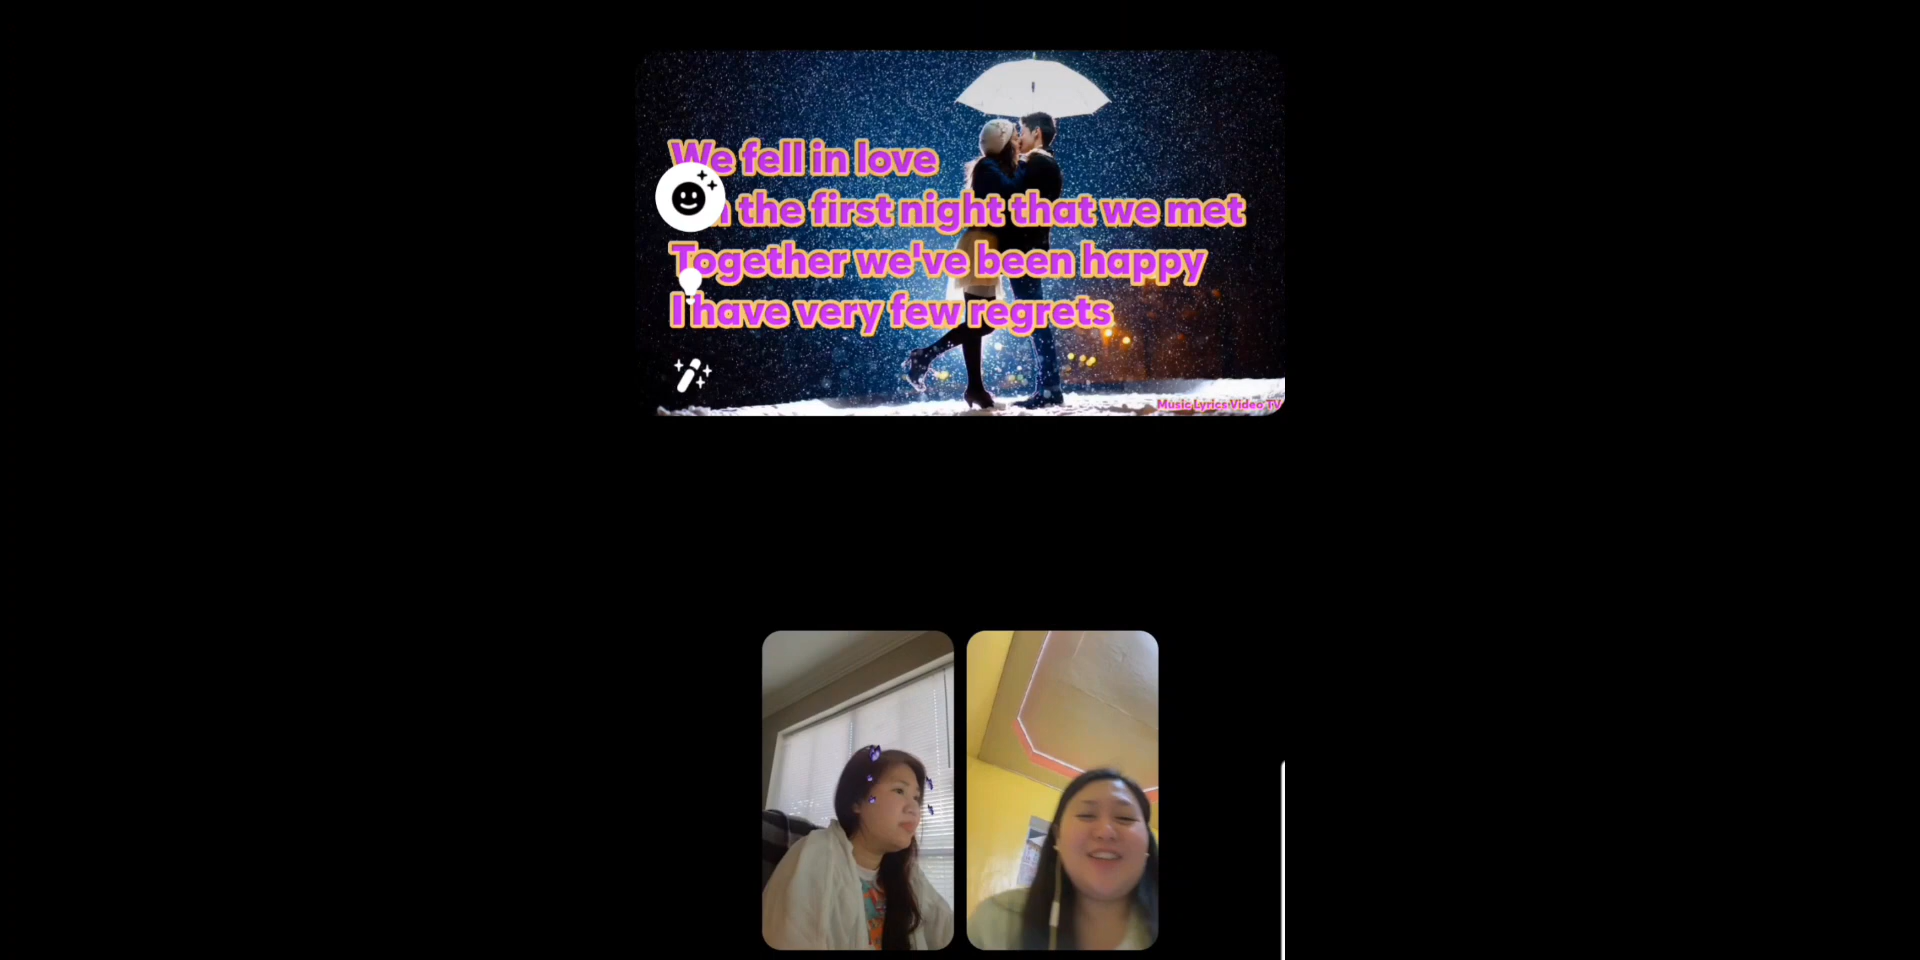 We fell in love
the first night that we met
Together we've been happy
I have very few regrets
Music Lyrics Video TV